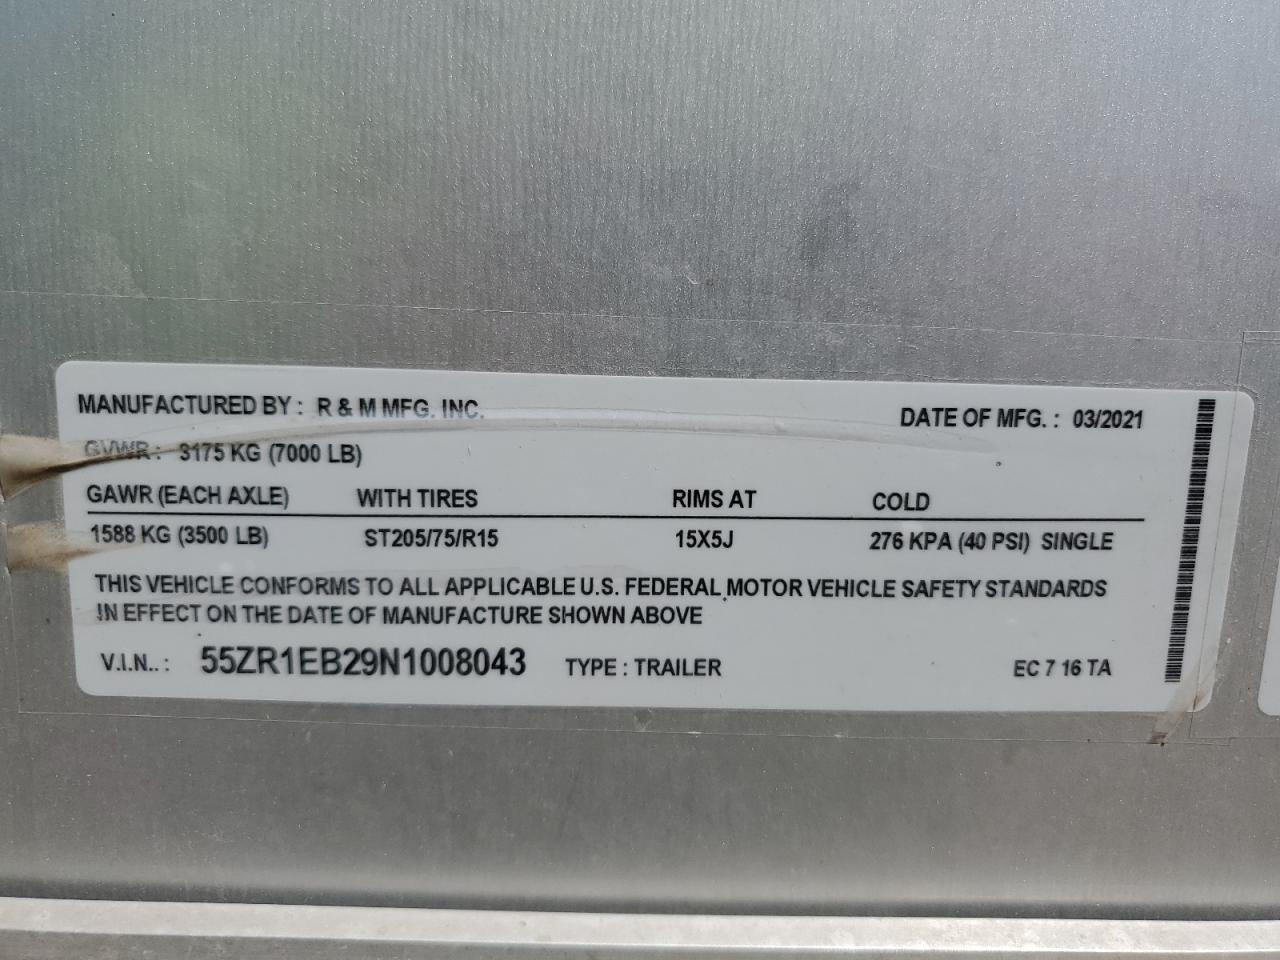 MANUFACTURED BY : R & M MFG. INC. DATE OF MFG. : 03/2021
GVWR : 3175 KG (7000 LB)
GAWR (EACH AXLE) WITH TIRES RIMS AT COLD
1588 KG (3500 LB) ST205/75/R15 15X5J 276 KPA (40 PSI) SINGLE
THIS VEHICLE CONFORMS TO ALL APPLICABLE U.S. FEDERAL MOTOR VEHICLE SAFETY STANDARDS
IN EFFECT ON THE DATE OF MANUFACTURE SHOWN ABOVE
V.I.N.. : 55ZR1EB29N1008043 TYPE : TRAILER EC 7 16 TA